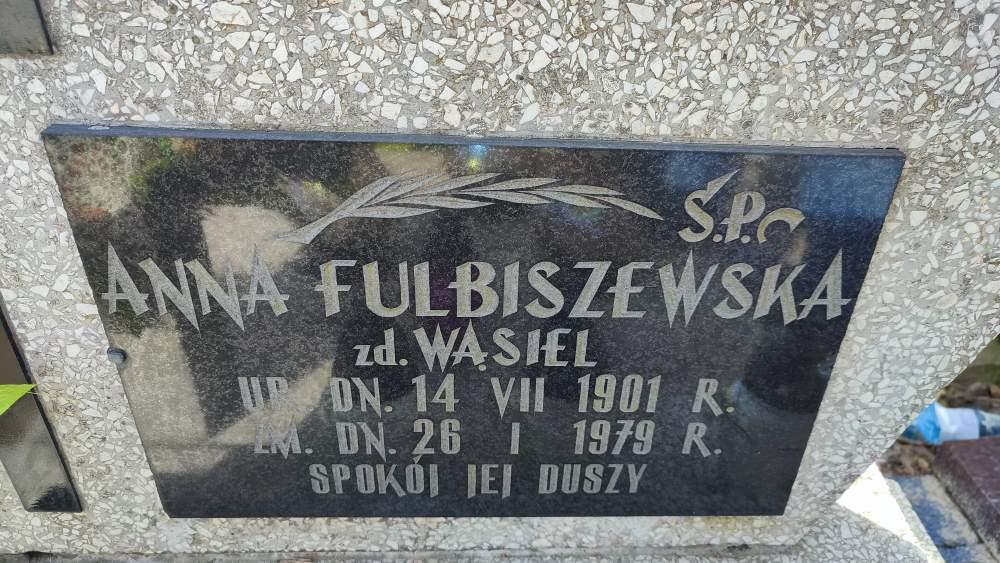 Ś.P.
ANNA FULBISZEWSKA
zd. WĄSIEL
UR. DN. 14 VII 1901 R.
ZM. DN. 26 I 1979 R.
SPOKÓJ JEJ DUSZY